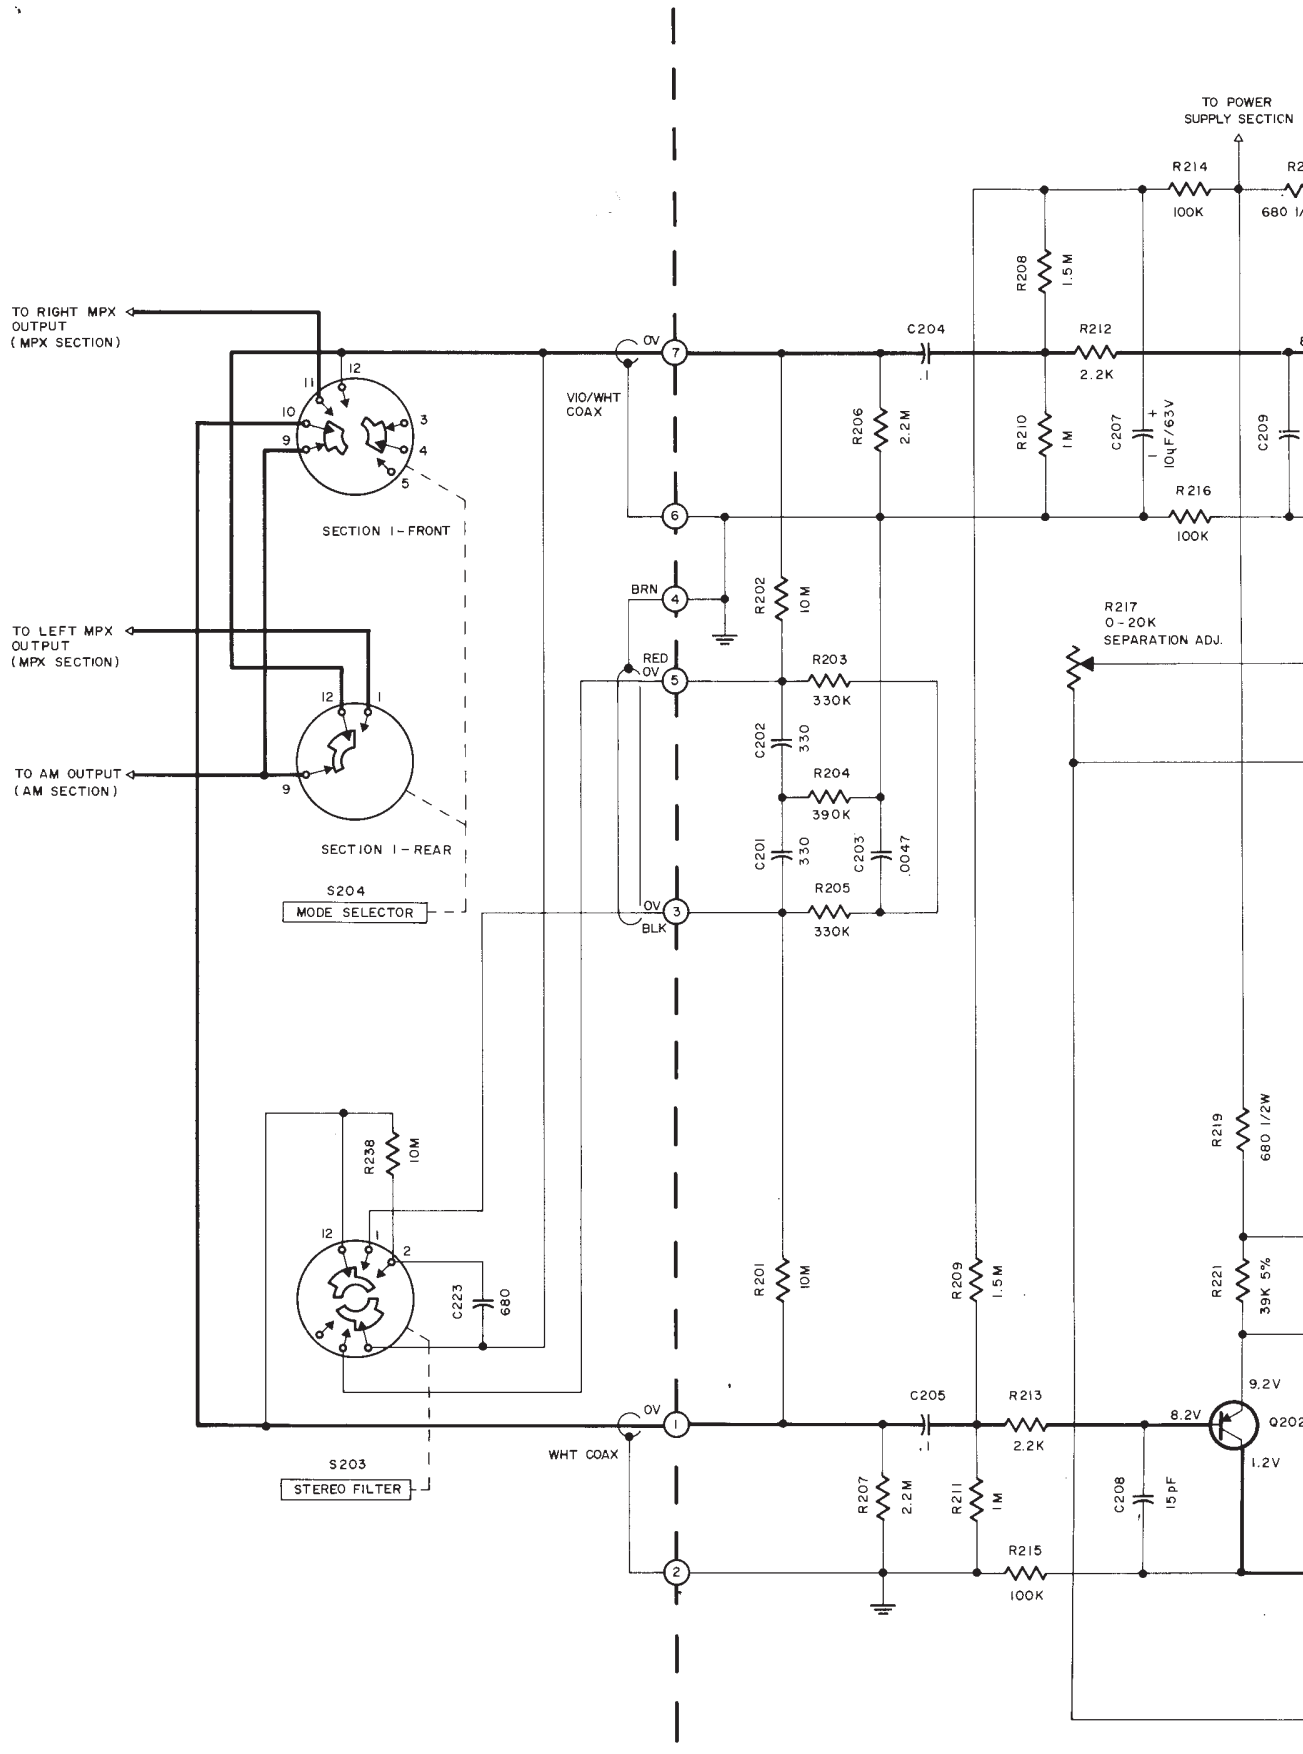 TO POWER
SUPPLY SECTION
R214
100K
680 1/
R208
1.5M
TO RIGHT MPX
OUTPUT
(MPX SECTION)
C204
.1
R212
2.2K
OV
7
VIO/WHT
COAX
11
12
10
9
3
4
5
SECTION 1-FRONT
R206
2.2M
R210
1M
C207
+
10µF/63V
C209
R216
100K
6
BRN
4
R202
10M
R217
0-20K
SEPARATION ADJ.
TO LEFT MPX
OUTPUT
(MPX SECTION)
RED
OV
5
R203
330K
12
1
C202
330
TO AM OUTPUT
(AM SECTION)
9
R204
390K
SECTION 1-REAR
C201
330
C203
.0047
S204
MODE SELECTOR
OV
3
BLK
R205
330K
R238
10M
R219
680 1/2W
12
1
2
C223
680
R201
10M
R209
1.5M
R221
39K 5%
OV
1
WHT COAX
C205
.1
R213
2.2K
9.2V
8.2V
Q202
1.2V
S203
STEREO FILTER
R207
2.2M
R211
1M
C208
15pF
2
R215
100K